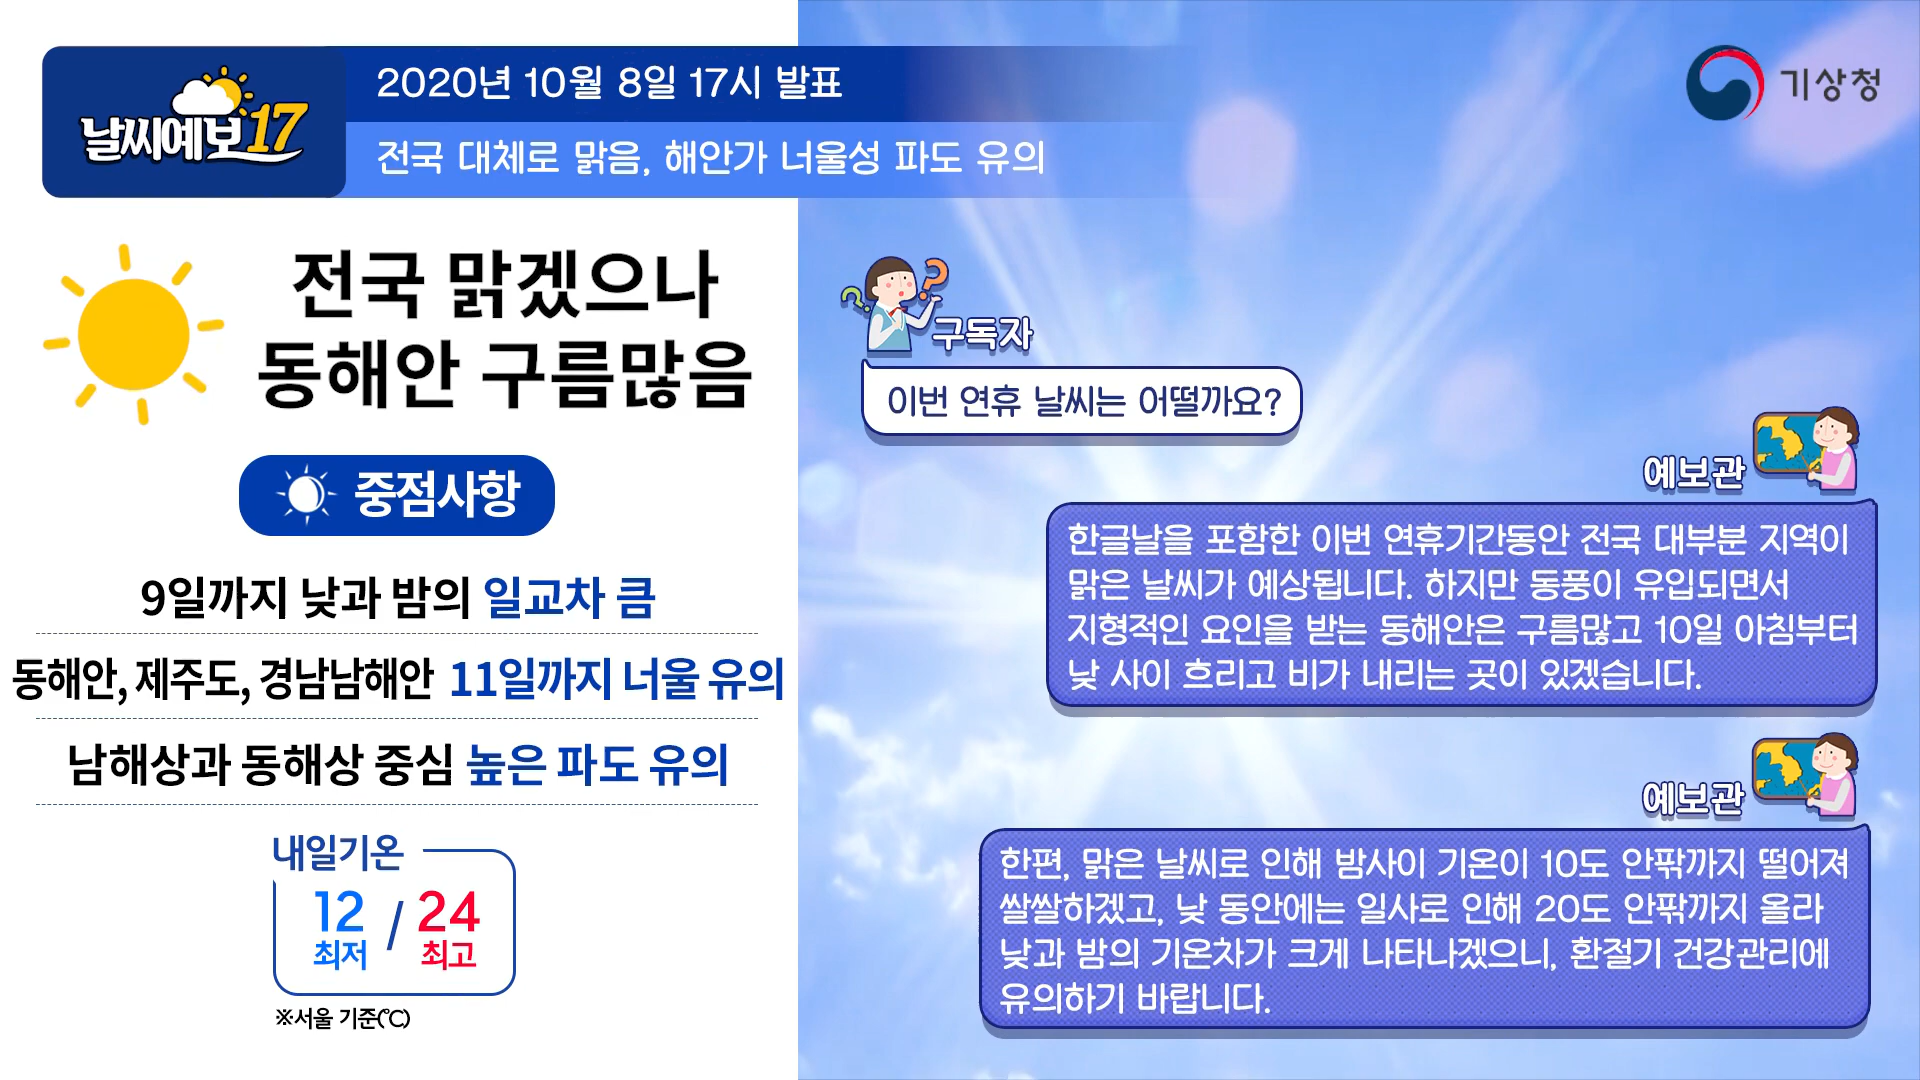 날씨예보17
2020년 10월 8일 17시 발표
전국 대체로 맑음, 해안가 너울성 파도 유의
기상청
전국 맑겠으나
동해안 구름많음
중점사항
9일까지 낮과 밤의 일교차 큼
동해안, 제주도, 경남남해안 11일까지 너울 유의
남해상과 동해상 중심 높은 파도 유의
내일기온
12 / 24
최저 최고
※서울 기준(℃)
구독자
이번 연휴 날씨는 어떨까요?
예보관
한글날을 포함한 이번 연휴기간동안 전국 대부분 지역이
맑은 날씨가 예상됩니다. 하지만 동풍이 유입되면서
지형적인 요인을 받는 동해안은 구름많고 10일 아침부터
낮 사이 흐리고 비가 내리는 곳이 있겠습니다.
예보관
한편, 맑은 날씨로 인해 밤사이 기온이 10도 안팎까지 떨어져
쌀쌀하겠고, 낮 동안에는 일사로 인해 20도 안팎까지 올라
낮과 밤의 기온차가 크게 나타나겠으니, 환절기 건강관리에
유의하기 바랍니다.